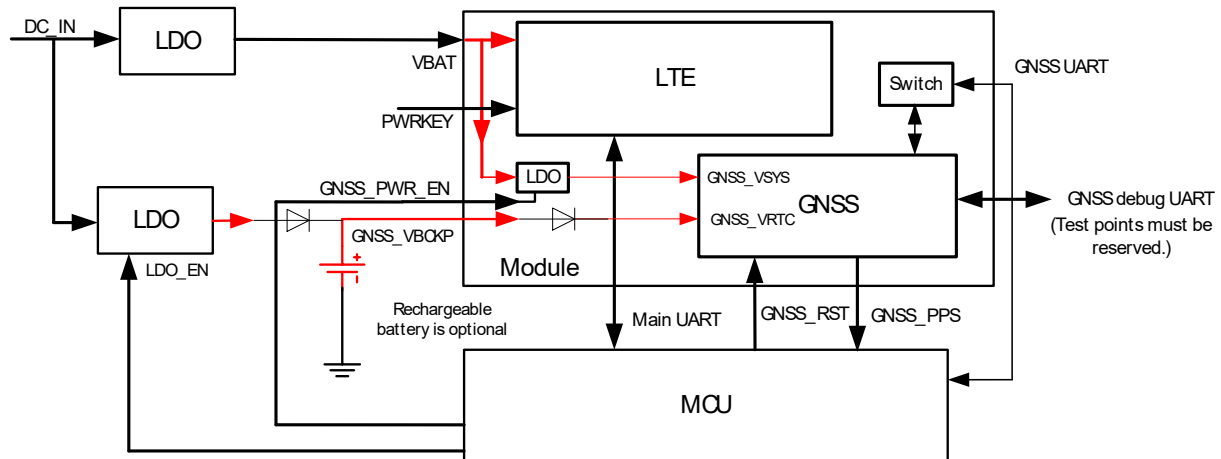 DC_IN
LDO
VBAT
LTE
GNSS UART
Switch
PWRKEY
LDO
GNSS_VSYS
GNSS_PWR_EN
GNSS
GNSS debug UART
(Test points must be
reserved.)
LDO
GNSS_VRTC
GNSS_VBCKP
LDO_EN
+
-
Module
Rechargeable
battery is optional
Main UART
GNSS_RST
GNSS_PPS
MCU